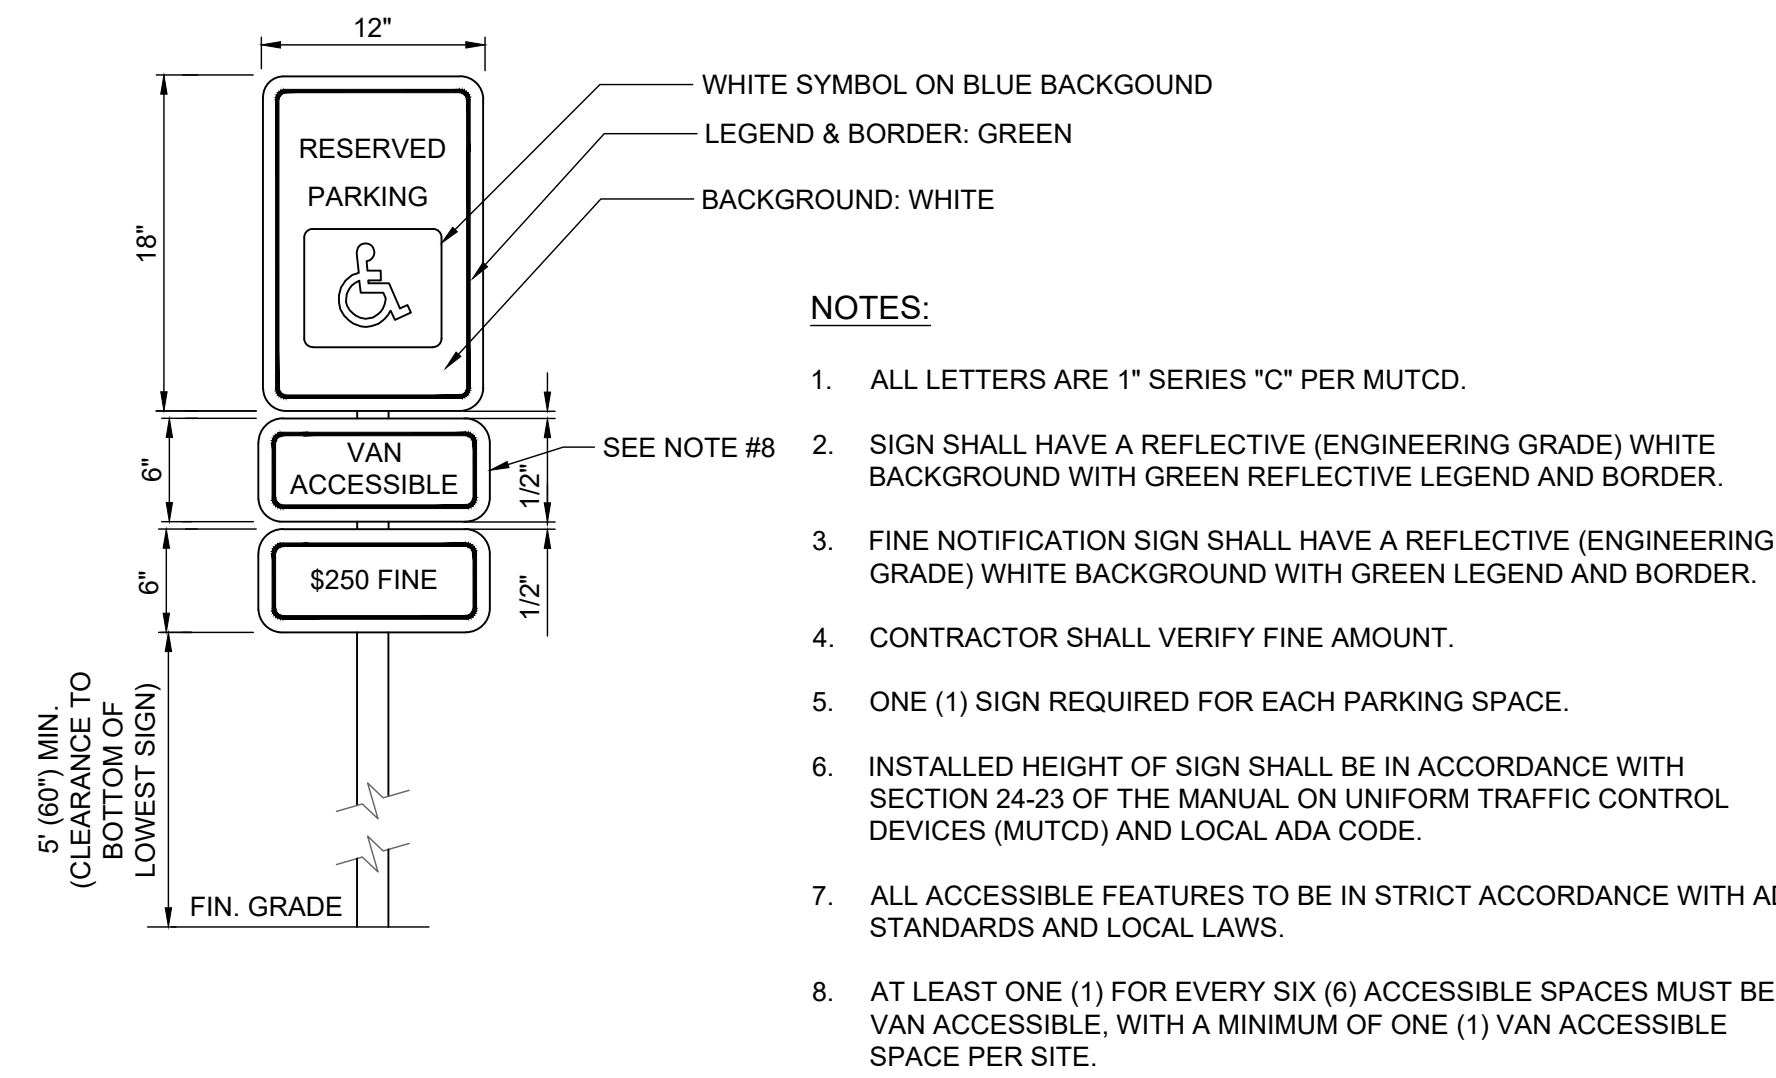 12"
WHITE SYMBOL ON BLUE BACKGOUND
LEGEND & BORDER: GREEN
BACKGROUND: WHITE
18"
RESERVED
PARKING
6"
VAN
ACCESSIBLE
1/2"
SEE NOTE #8
6"
$250 FINE
1/2"
5' (60") MIN.
(CLEARANCE TO
BOTTOM OF
LOWEST SIGN)
FIN. GRADE
NOTES:
1. ALL LETTERS ARE 1" SERIES "C" PER MUTCD.
2. SIGN SHALL HAVE A REFLECTIVE (ENGINEERING GRADE) WHITE
BACKGROUND WITH GREEN REFLECTIVE LEGEND AND BORDER.
3. FINE NOTIFICATION SIGN SHALL HAVE A REFLECTIVE (ENGINEERING
GRADE) WHITE BACKGROUND WITH GREEN LEGEND AND BORDER.
4. CONTRACTOR SHALL VERIFY FINE AMOUNT.
5. ONE (1) SIGN REQUIRED FOR EACH PARKING SPACE.
6. INSTALLED HEIGHT OF SIGN SHALL BE IN ACCORDANCE WITH
SECTION 24-23 OF THE MANUAL ON UNIFORM TRAFFIC CONTROL
DEVICES (MUTCD) AND LOCAL ADA CODE.
7. ALL ACCESSIBLE FEATURES TO BE IN STRICT ACCORDANCE WITH
STANDARDS AND LOCAL LAWS.
8. AT LEAST ONE (1) FOR EVERY SIX (6) ACCESSIBLE SPACES MUST BE
VAN ACCESSIBLE, WITH A MINIMUM OF ONE (1) VAN ACCESSIBLE
SPACE PER SITE.